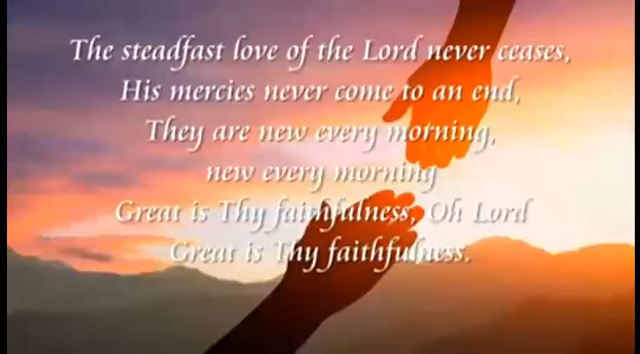 The steadfast love of the Lord never ceases,
His mercies never come to an end,
They are new every morning,
new every morning
Great is Thy faithfulness, Oh Lord
Great is Thy faithfulness.